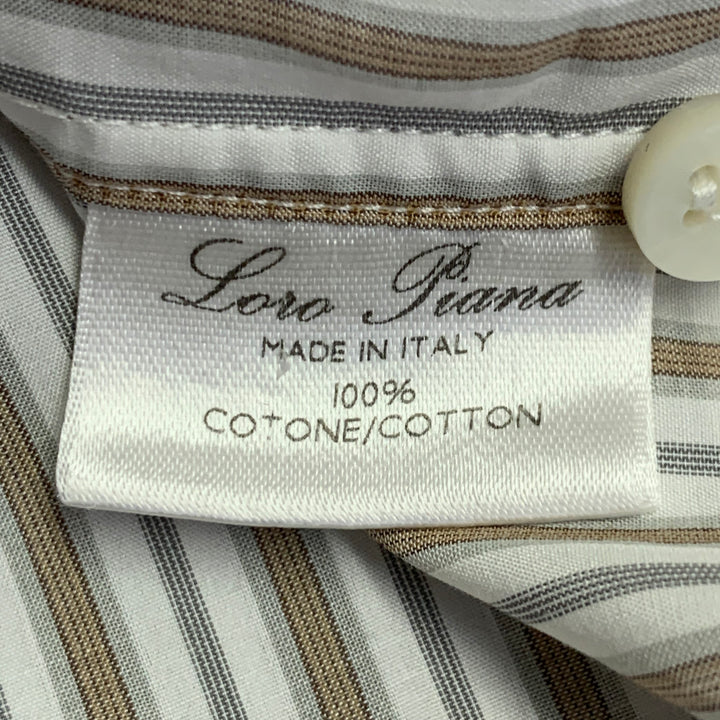 Loro Piana
MADE IN ITALY
100%
COTONE/COTTON